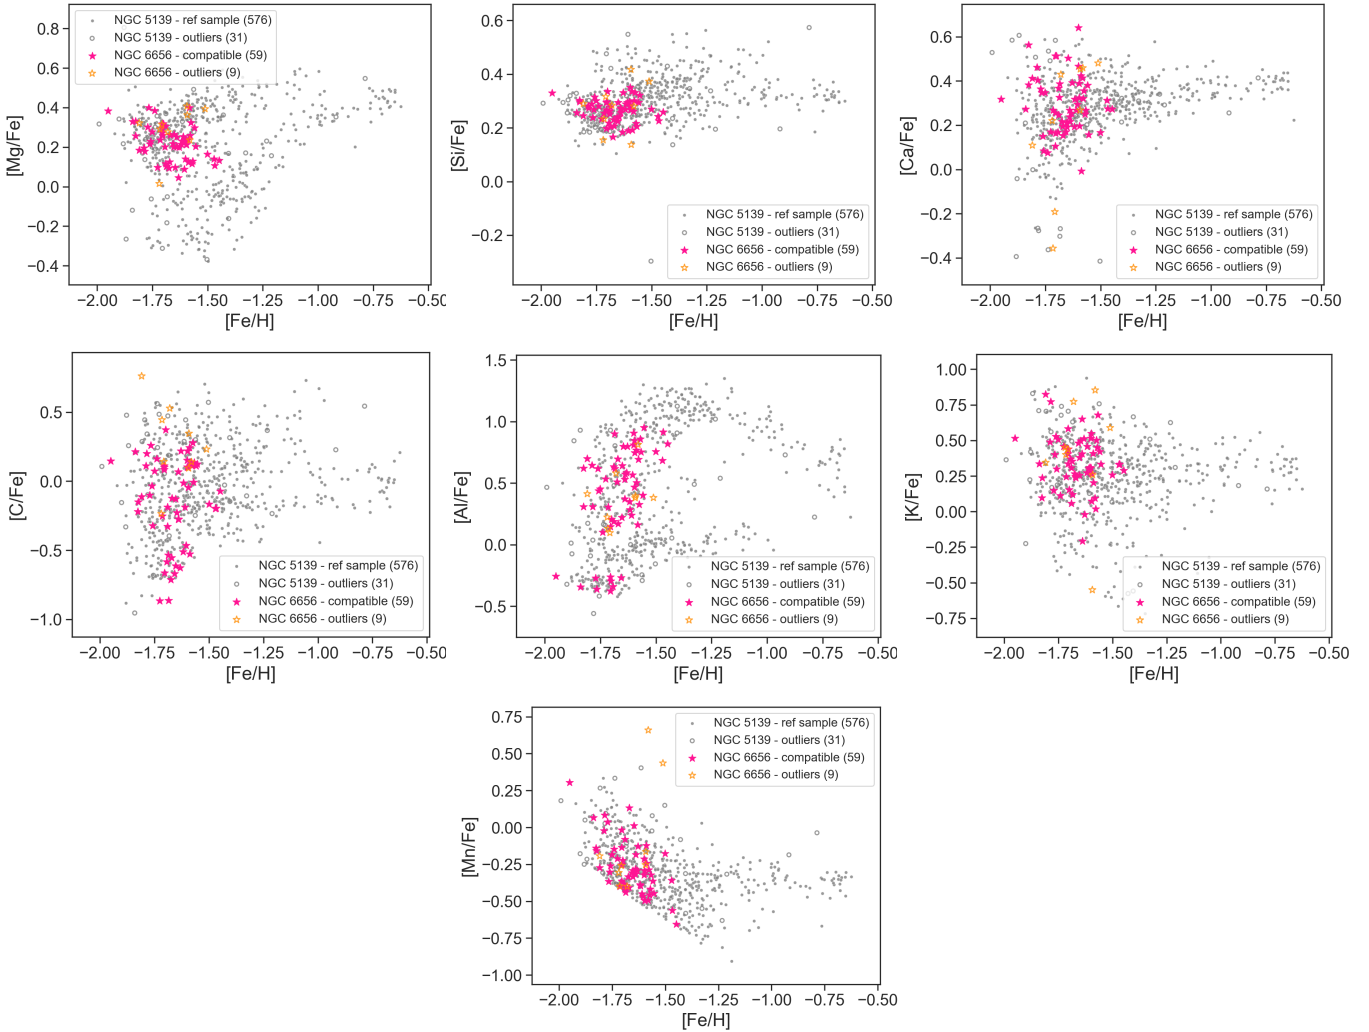 [Mg/Fe]
0.8
0.6
0.4
0.2
0.0
−0.2
−0.4
NGC 5139 - ref sample (576)
NGC 5139 - outliers (31)
NGC 6656 - compatible (59)
NGC 6656 - outliers (9)
−2.00 −1.75 −1.50 −1.25 −1.00 −0.75 −0.50
[Fe/H]
[Si/Fe]
0.6
0.4
0.2
0.0
−0.2
NGC 5139 - ref sample (576)
NGC 5139 - outliers (31)
NGC 6656 - compatible (59)
NGC 6656 - outliers (9)
−2.00 −1.75 −1.50 −1.25 −1.00 −0.75 −0.50
[Fe/H]
[Ca/Fe]
0.6
0.4
0.2
0.0
−0.2
−0.4
NGC 5139 - ref sample (576)
NGC 5139 - outliers (31)
NGC 6656 - compatible (59)
NGC 6656 - outliers (9)
−2.00 −1.75 −1.50 −1.25 −1.00 −0.75 −0.50
[Fe/H]
[C/Fe]
0.5
0.0
−0.5
−1.0
NGC 5139 - ref sample (576)
NGC 5139 - outliers (31)
NGC 6656 - compatible (59)
NGC 6656 - outliers (9)
−2.00 −1.75 −1.50 −1.25 −1.00 −0.75 −0.50
[Fe/H]
[Al/Fe]
1.5
1.0
0.5
0.0
−0.5
NGC 5139 - ref sample (576)
NGC 5139 - outliers (31)
NGC 6656 - compatible (59)
NGC 6656 - outliers (9)
−2.00 −1.75 −1.50 −1.25 −1.00 −0.75 −0.50
[Fe/H]
[K/Fe]
1.00
0.75
0.50
0.25
0.00
−0.25
−0.50
−0.75
NGC 5139 - ref sample (576)
NGC 5139 - outliers (31)
NGC 6656 - compatible (59)
NGC 6656 - outliers (9)
−2.00 −1.75 −1.50 −1.25 −1.00 −0.75 −0.50
[Fe/H]
[Mn/Fe]
0.75
0.50
0.25
0.00
−0.25
−0.50
−0.75
−1.00
NGC 5139 - ref sample (576)
NGC 5139 - outliers (31)
NGC 6656 - compatible (59)
NGC 6656 - outliers (9)
−2.00 −1.75 −1.50 −1.25 −1.00 −0.75 −0.50
[Fe/H]